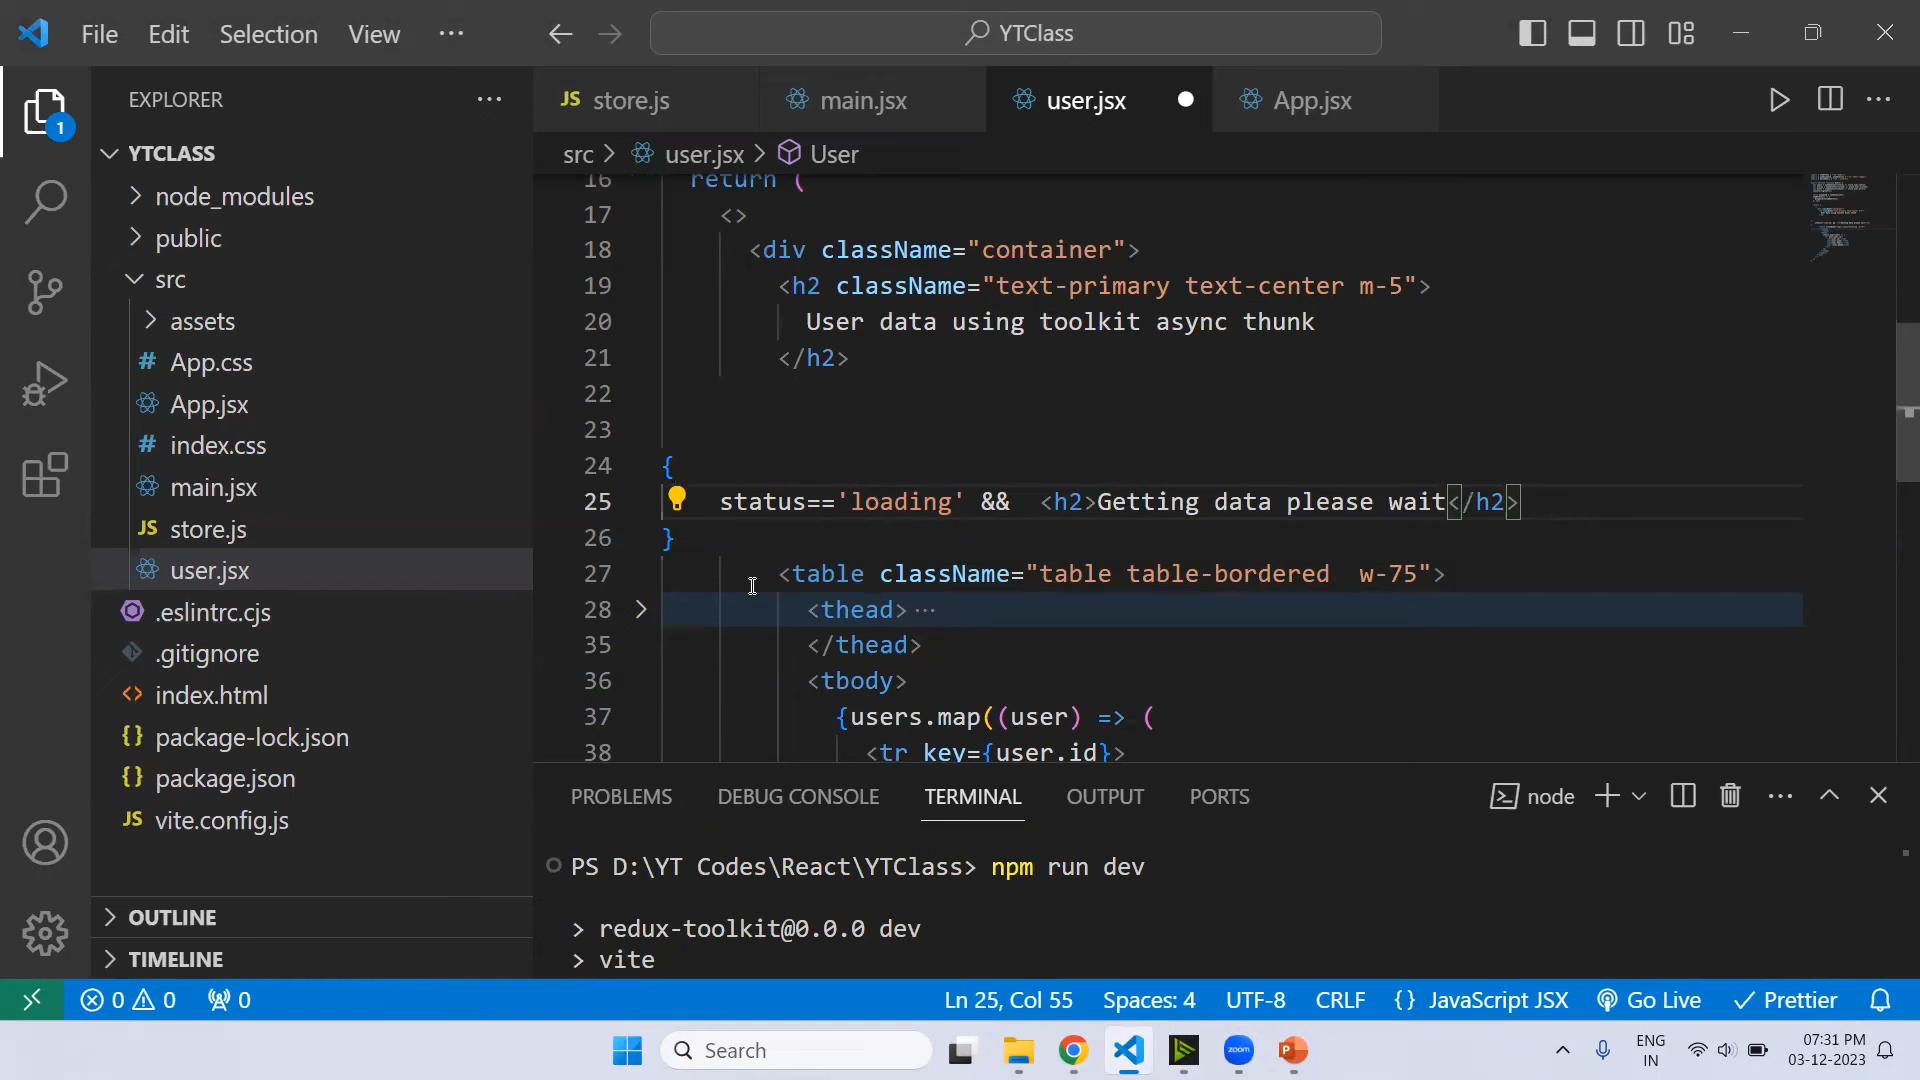 File Edit Selection View ··· YTClass
EXPLORER ···
1
YTCLASS
node_modules
public
src
assets
# App.css
App.jsx
# index.css
main.jsx
JS store.js
user.jsx
.eslintrc.cjs
.gitignore
<> index.html
{} package-lock.json
{} package.json
JS vite.config.js
OUTLINE
TIMELINE
JS store.js main.jsx user.jsx App.jsx
src > user.jsx > User
16 return (
17 <>
18 <div className="container">
19 <h2 className="text-primary text-center m-5">
20 User data using toolkit async thunk
21 </h2>
22
23
24 {
25 status=='loading' && <h2>Getting data please wait</h2>
26 }
27 <table className="table table-bordered w-75">
28 <thead> ···
35 </thead>
36 <tbody>
37 {users.map((user) => (
38 <tr key={user.id}>
PROBLEMS DEBUG CONSOLE TERMINAL OUTPUT PORTS node
PS D:\YT Codes\React\YTClass> npm run dev
> redux-toolkit@0.0.0 dev
> vite
0 0 0 Ln 25, Col 55 Spaces: 4 UTF-8 CRLF {} JavaScript JSX Go Live Prettier
Search
zoom
P
ENG
IN
07:31 PM
03-12-2023